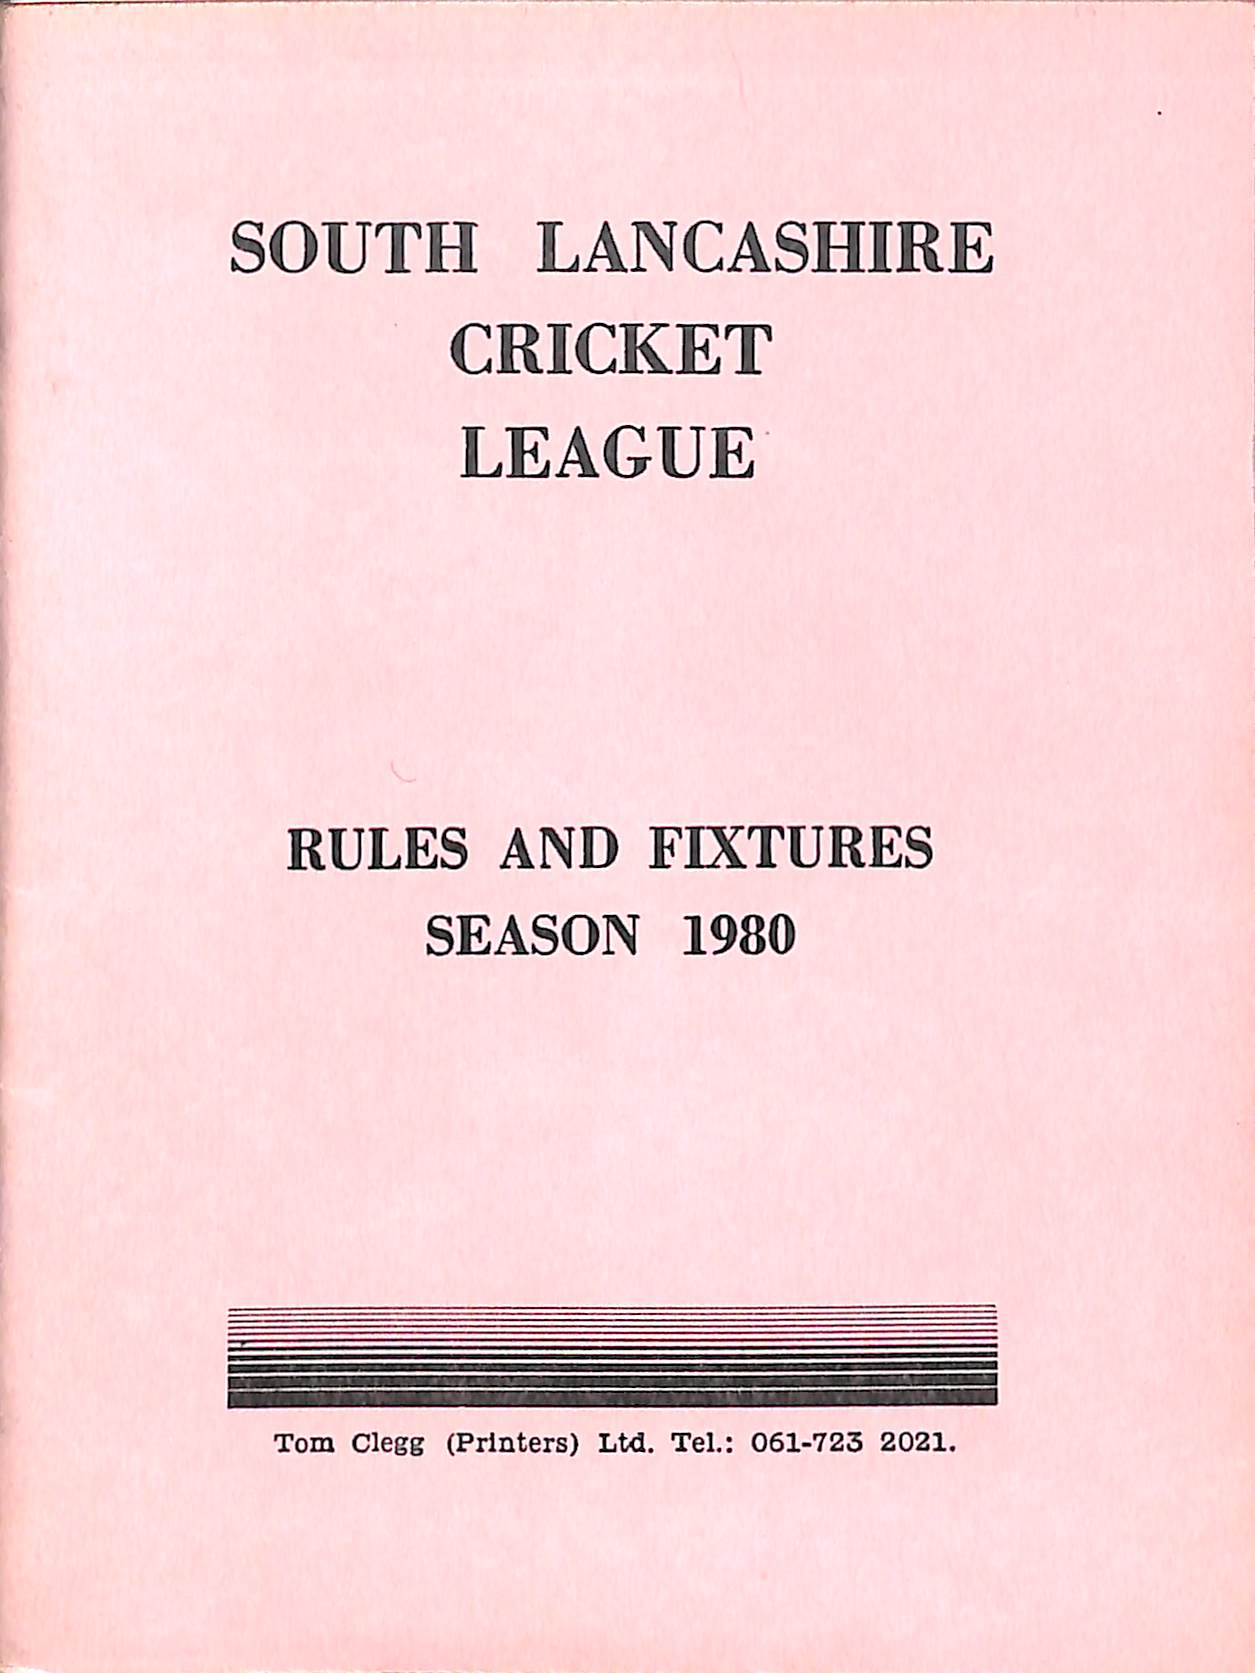 SOUTH LANCASHIRE
CRICKET
LEAGUE
RULES AND FIXTURES
SEASON 1980
Tom Clegg (Printers) Ltd. Tel.: 061-723 2021.